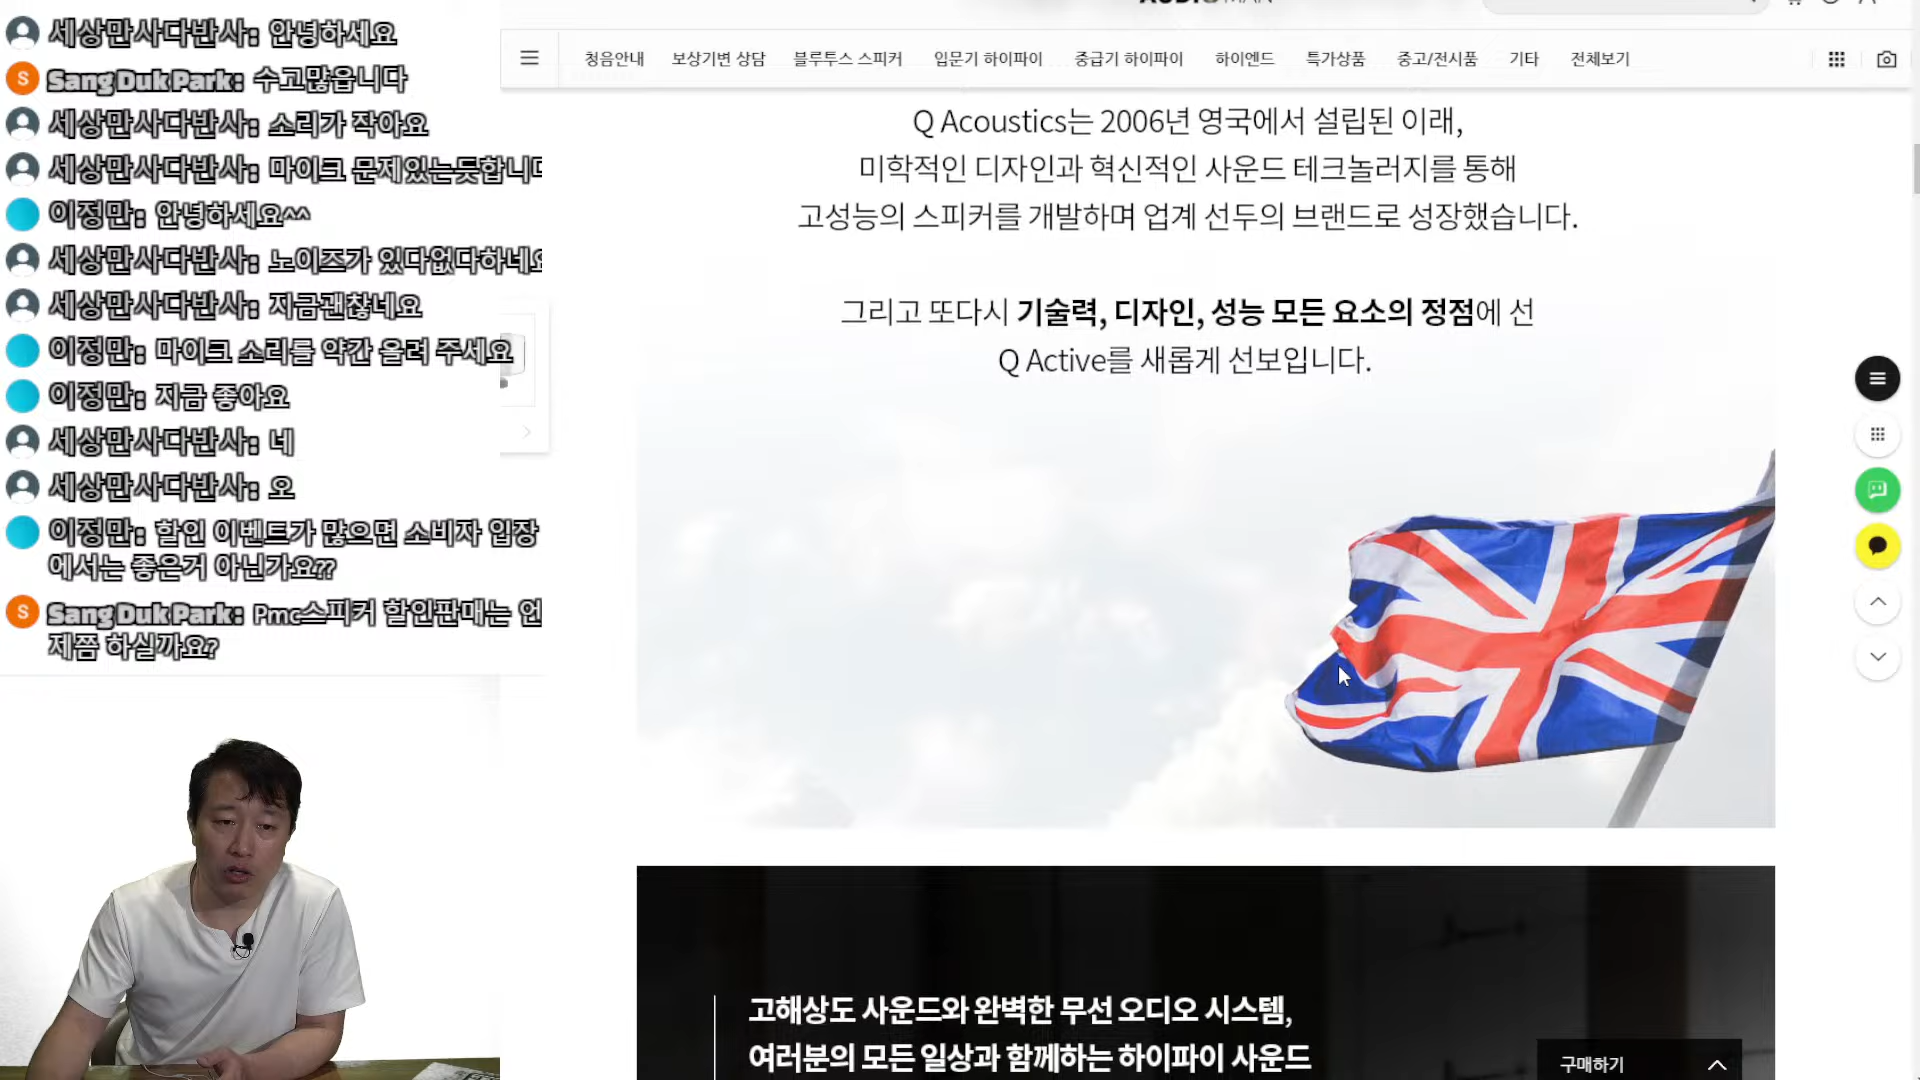 세상만사다반사: 안녕하세요
S Sang Duk Park: 수고많읍니다
세상만사다반사: 소리가 작아요
세상만사다반사: 마이크 문제있는듯합니다
이정만: 안녕하세요^^
세상만사다반사: 노이즈가 있다없다하네요
세상만사다반사: 지금괜찮네요
이정만: 마이크 소리를 약간 올려 주세요
이정만: 지금 좋아요
세상만사다반사: 네
세상만사다반사: 오
이정만: 할인 이벤트가 많으면 소비자 입장
에서는 좋은거 아닌가요??
S Sang Duk Park: Pmc스피커 할인판매는 언
제쯤 하실까요?
AUDIOMAN
청음안내 보상기변 상담 블루투스 스피커 입문기 하이파이 중급기 하이파이 하이엔드 특가상품 중고/전시품 기타 전체보기
Q Acoustics는 2006년 영국에서 설립된 이래,
미학적인 디자인과 혁신적인 사운드 테크놀러지를 통해
고성능의 스피커를 개발하며 업계 선두의 브랜드로 성장했습니다.
그리고 또다시 기술력, 디자인, 성능 모든 요소의 정점에 선
Q Active를 새롭게 선보입니다.
고해상도 사운드와 완벽한 무선 오디오 시스템,
여러분의 모든 일상과 함께하는 하이파이 사운드
구매하기